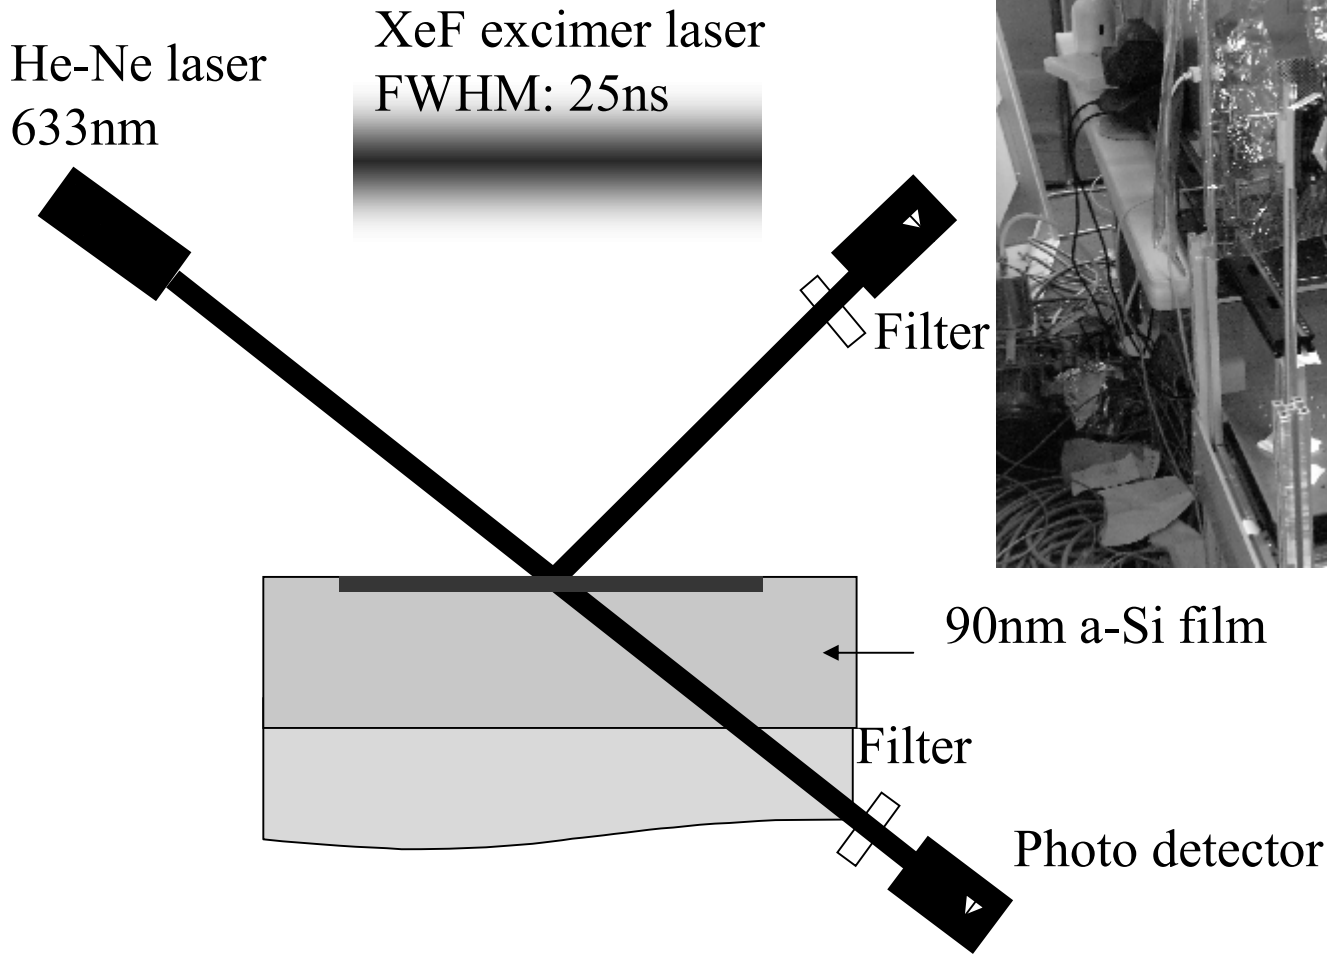 He-Ne laser
633nm
XeF excimer laser
FWHM: 25ns
Filter
90nm a-Si film
Filter
Photo detector